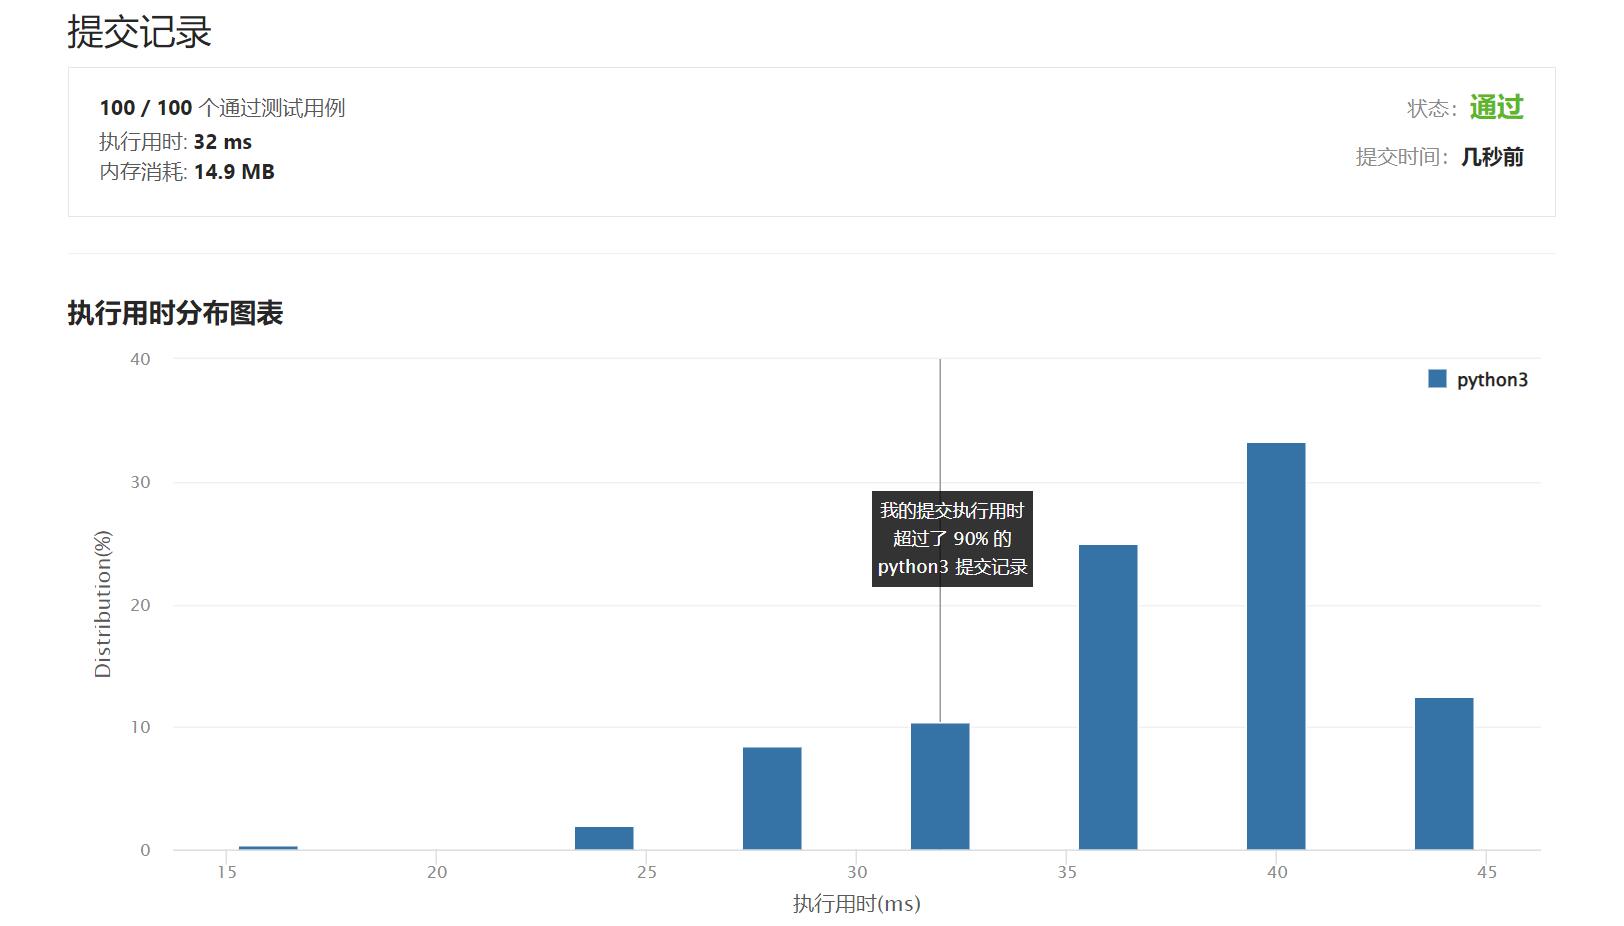 提交记录
100 / 100 个通过测试用例
状态：通过
执行用时: 32 ms
提交时间：几秒前
内存消耗: 14.9 MB
执行用时分布图表
40
python3
30
我的提交执行用时
超过了 90% 的
python3 提交记录
Distribution(%)
20
10
0
15 20 25 30 35 40 45
执行用时(ms)